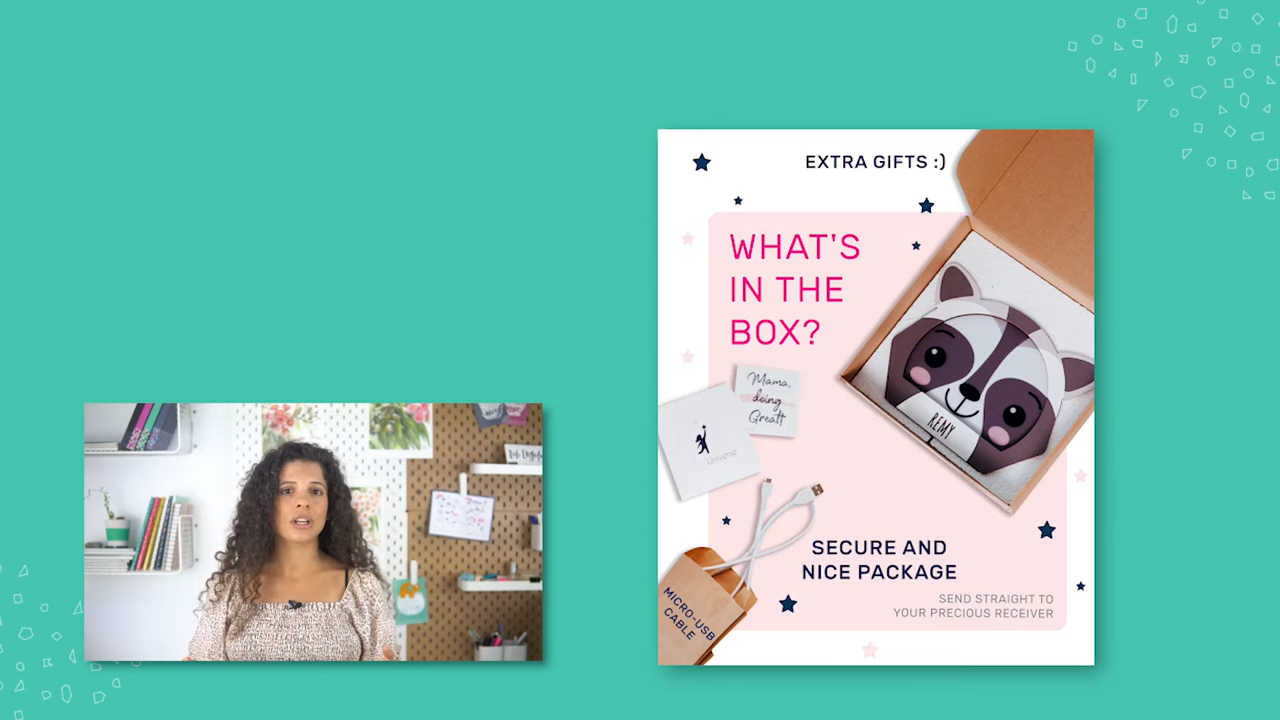 EXTRA GIFTS :)
WHAT'S
IN THE
BOX?
Mama,
doing
Great!
Universe
REMY
SECURE AND
NICE PACKAGE
SEND STRAIGHT TO
YOUR PRECIOUS RECEIVER
MICRO-USB
CABLE